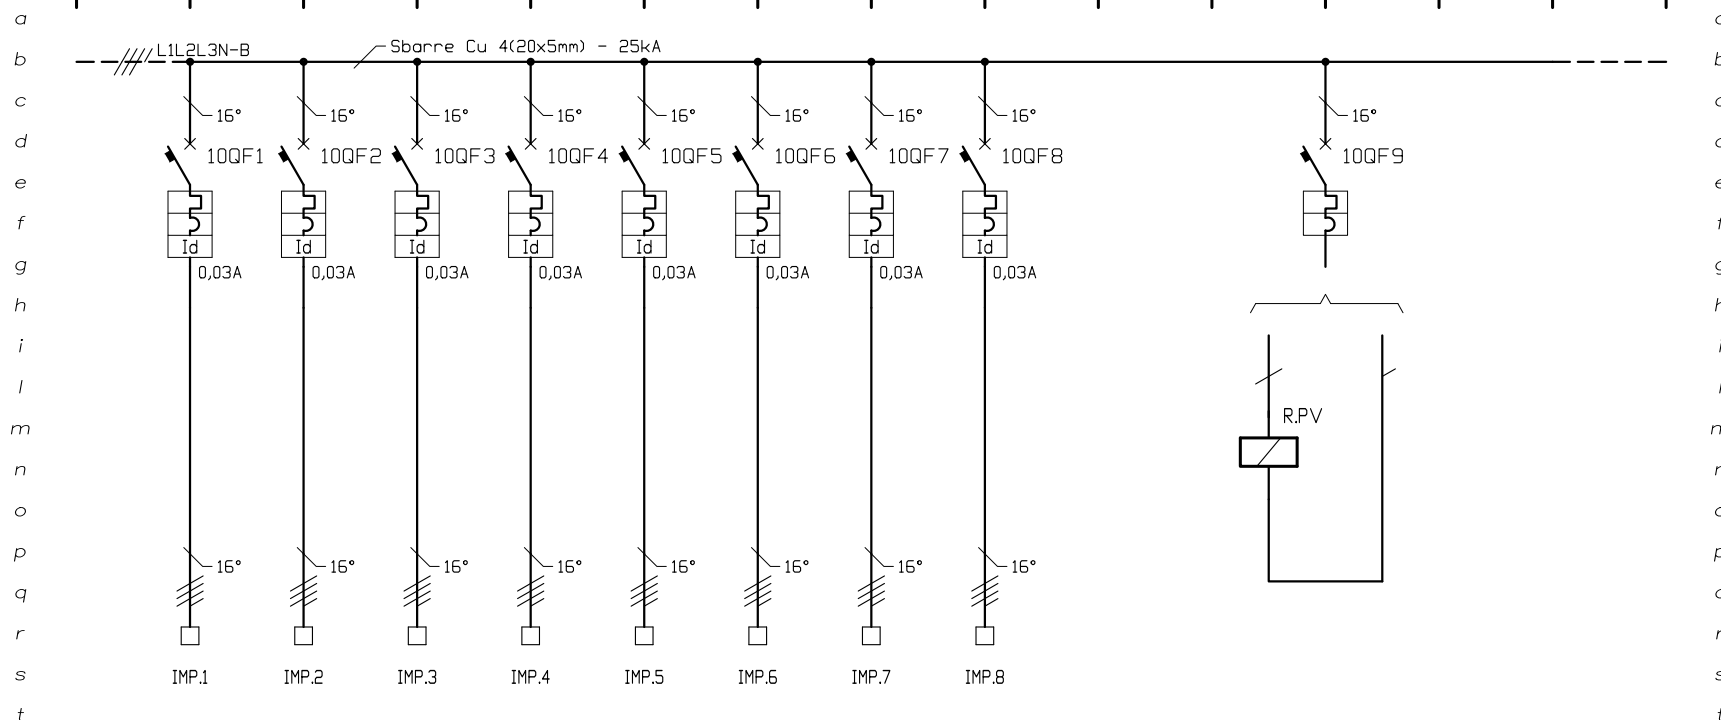 a
b
L1L2L3N-B
Sbarre Cu 4(20x5mm) - 25kA
c
16° 16° 16° 16° 16° 16° 16° 16° 16°
d
10QF1 10QF2 10QF3 10QF4 10QF5 10QF6 10QF7 10QF8 10QF9
e
f
Id Id Id Id Id Id Id Id
g
0,03A 0,03A 0,03A 0,03A 0,03A 0,03A 0,03A 0,03A
h
i
l
m
R.PV
n
o
p
16° 16° 16° 16° 16° 16° 16° 16°
q
r
s
IMP.1 IMP.2 IMP.3 IMP.4 IMP.5 IMP.6 IMP.7 IMP.8
t